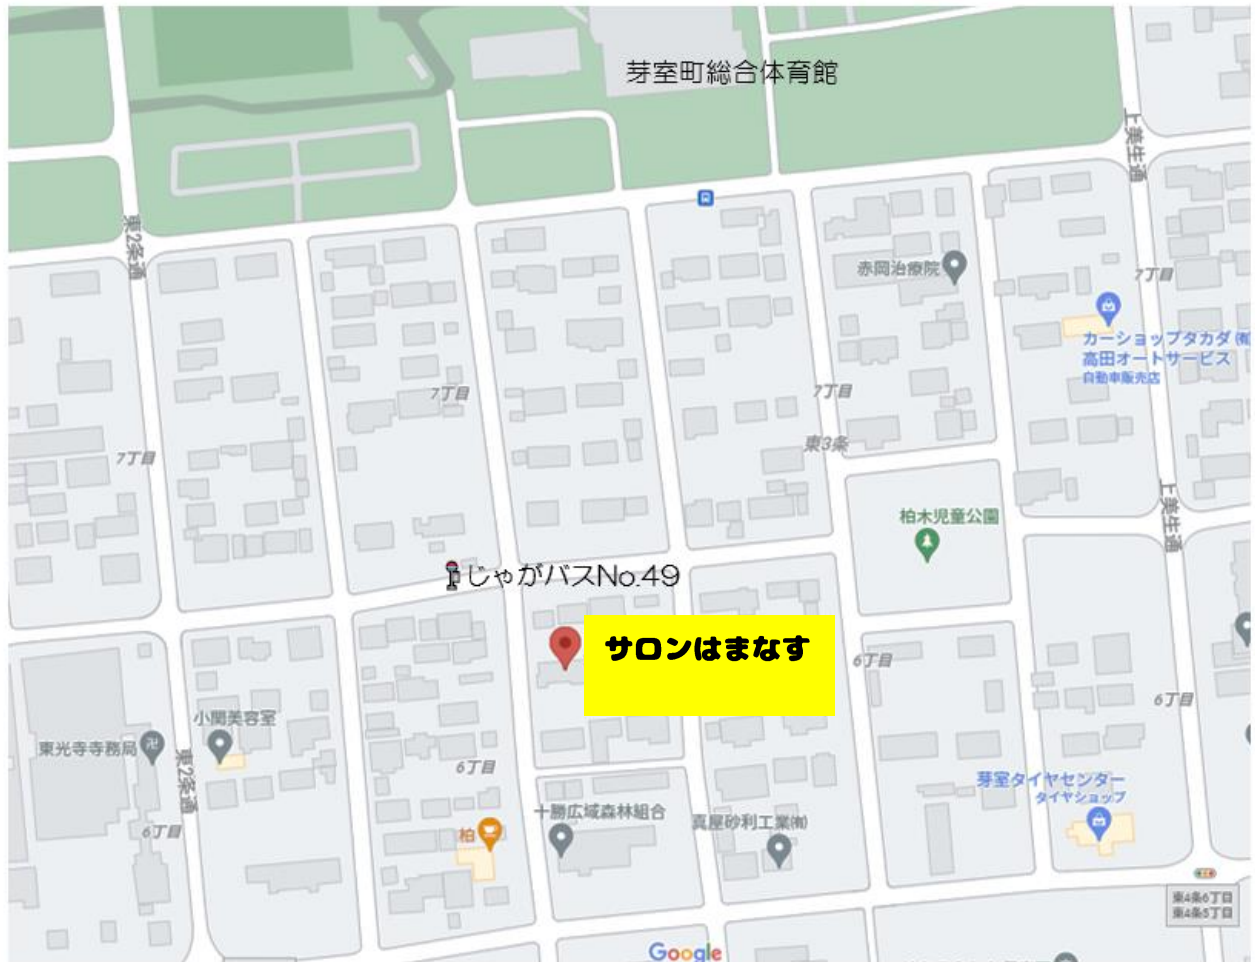 芽室町総合体育館
上美生通
東2条通
赤岡治療院
7丁目
カーショップタカダ (有
高田オートサービス
自動車販売店
7丁目
7丁目
東3条
7丁目
上美生通
柏木児童公園
じゃがバスNo.49
サロンはまなす
6丁目
6丁目
小関美容室
東光寺寺務局
東2条通
6丁目
芽室タイヤセンター
タイヤショップ
十勝広域森林組合
真屋砂利工業(有)
柏
6丁目
東4条6丁目
東4条5丁目
Google